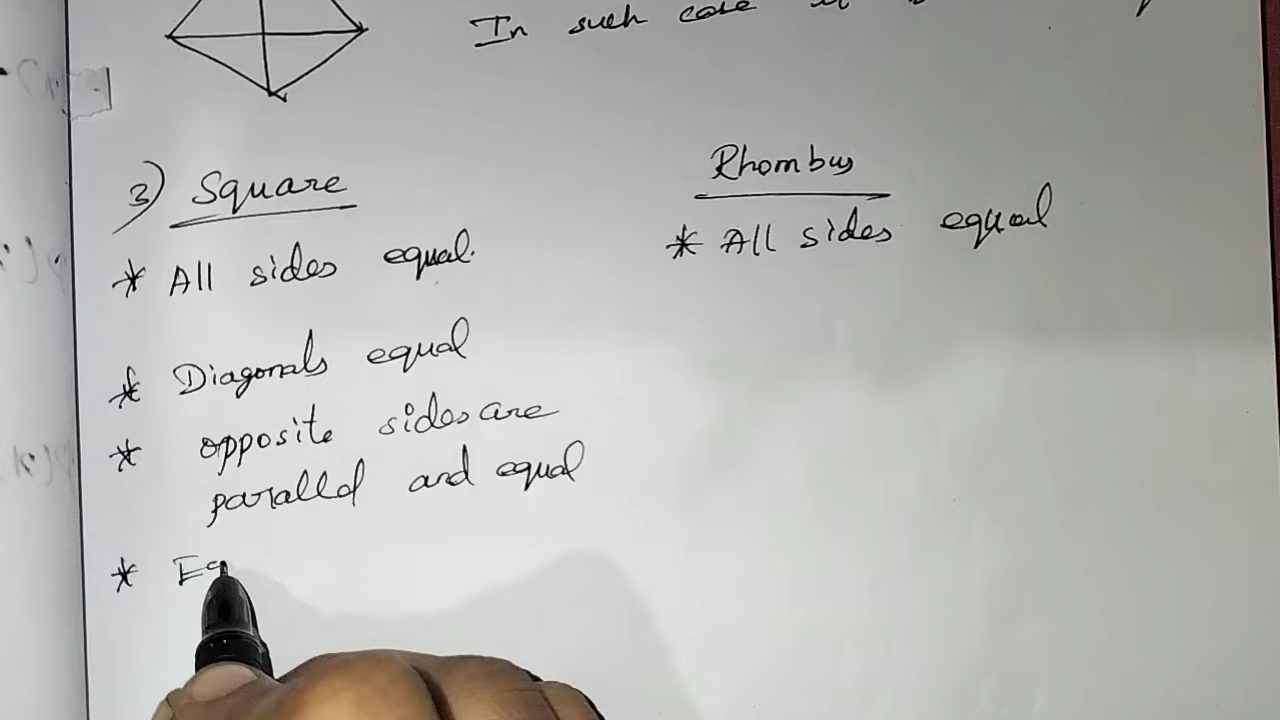 In such case
3) Square
* All sides equal.
* Diagonals equal
* opposite sides are
parallel and equal
* Eq
Rhombus
* All sides equal